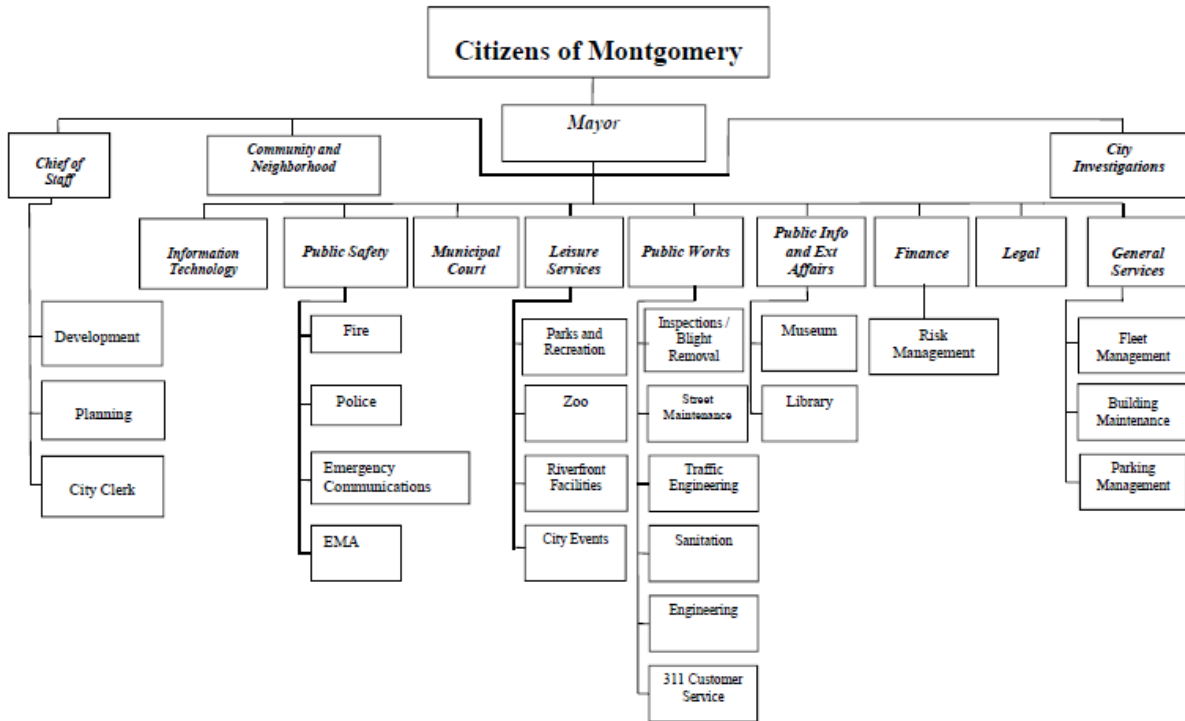 Citizens of Montgomery
Mayor
Chief of
Staff
Community and
Neighborhood
City
Investigations
Information
Technology
Public Safety
Municipal
Court
Leisure
Services
Public Works
Public Info
and Ext
Affairs
Finance
Legal
General
Services
Development
Planning
City Clerk
Fire
Police
Emergency
Communications
EMA
Parks and
Recreation
Zoo
Riverfront
Facilities
City Events
Inspections /
Blight
Removal
Street
Maintenance
Traffic
Engineering
Sanitation
Engineering
311 Customer
Service
Museum
Library
Risk
Management
Fleet
Management
Building
Maintenance
Parking
Management